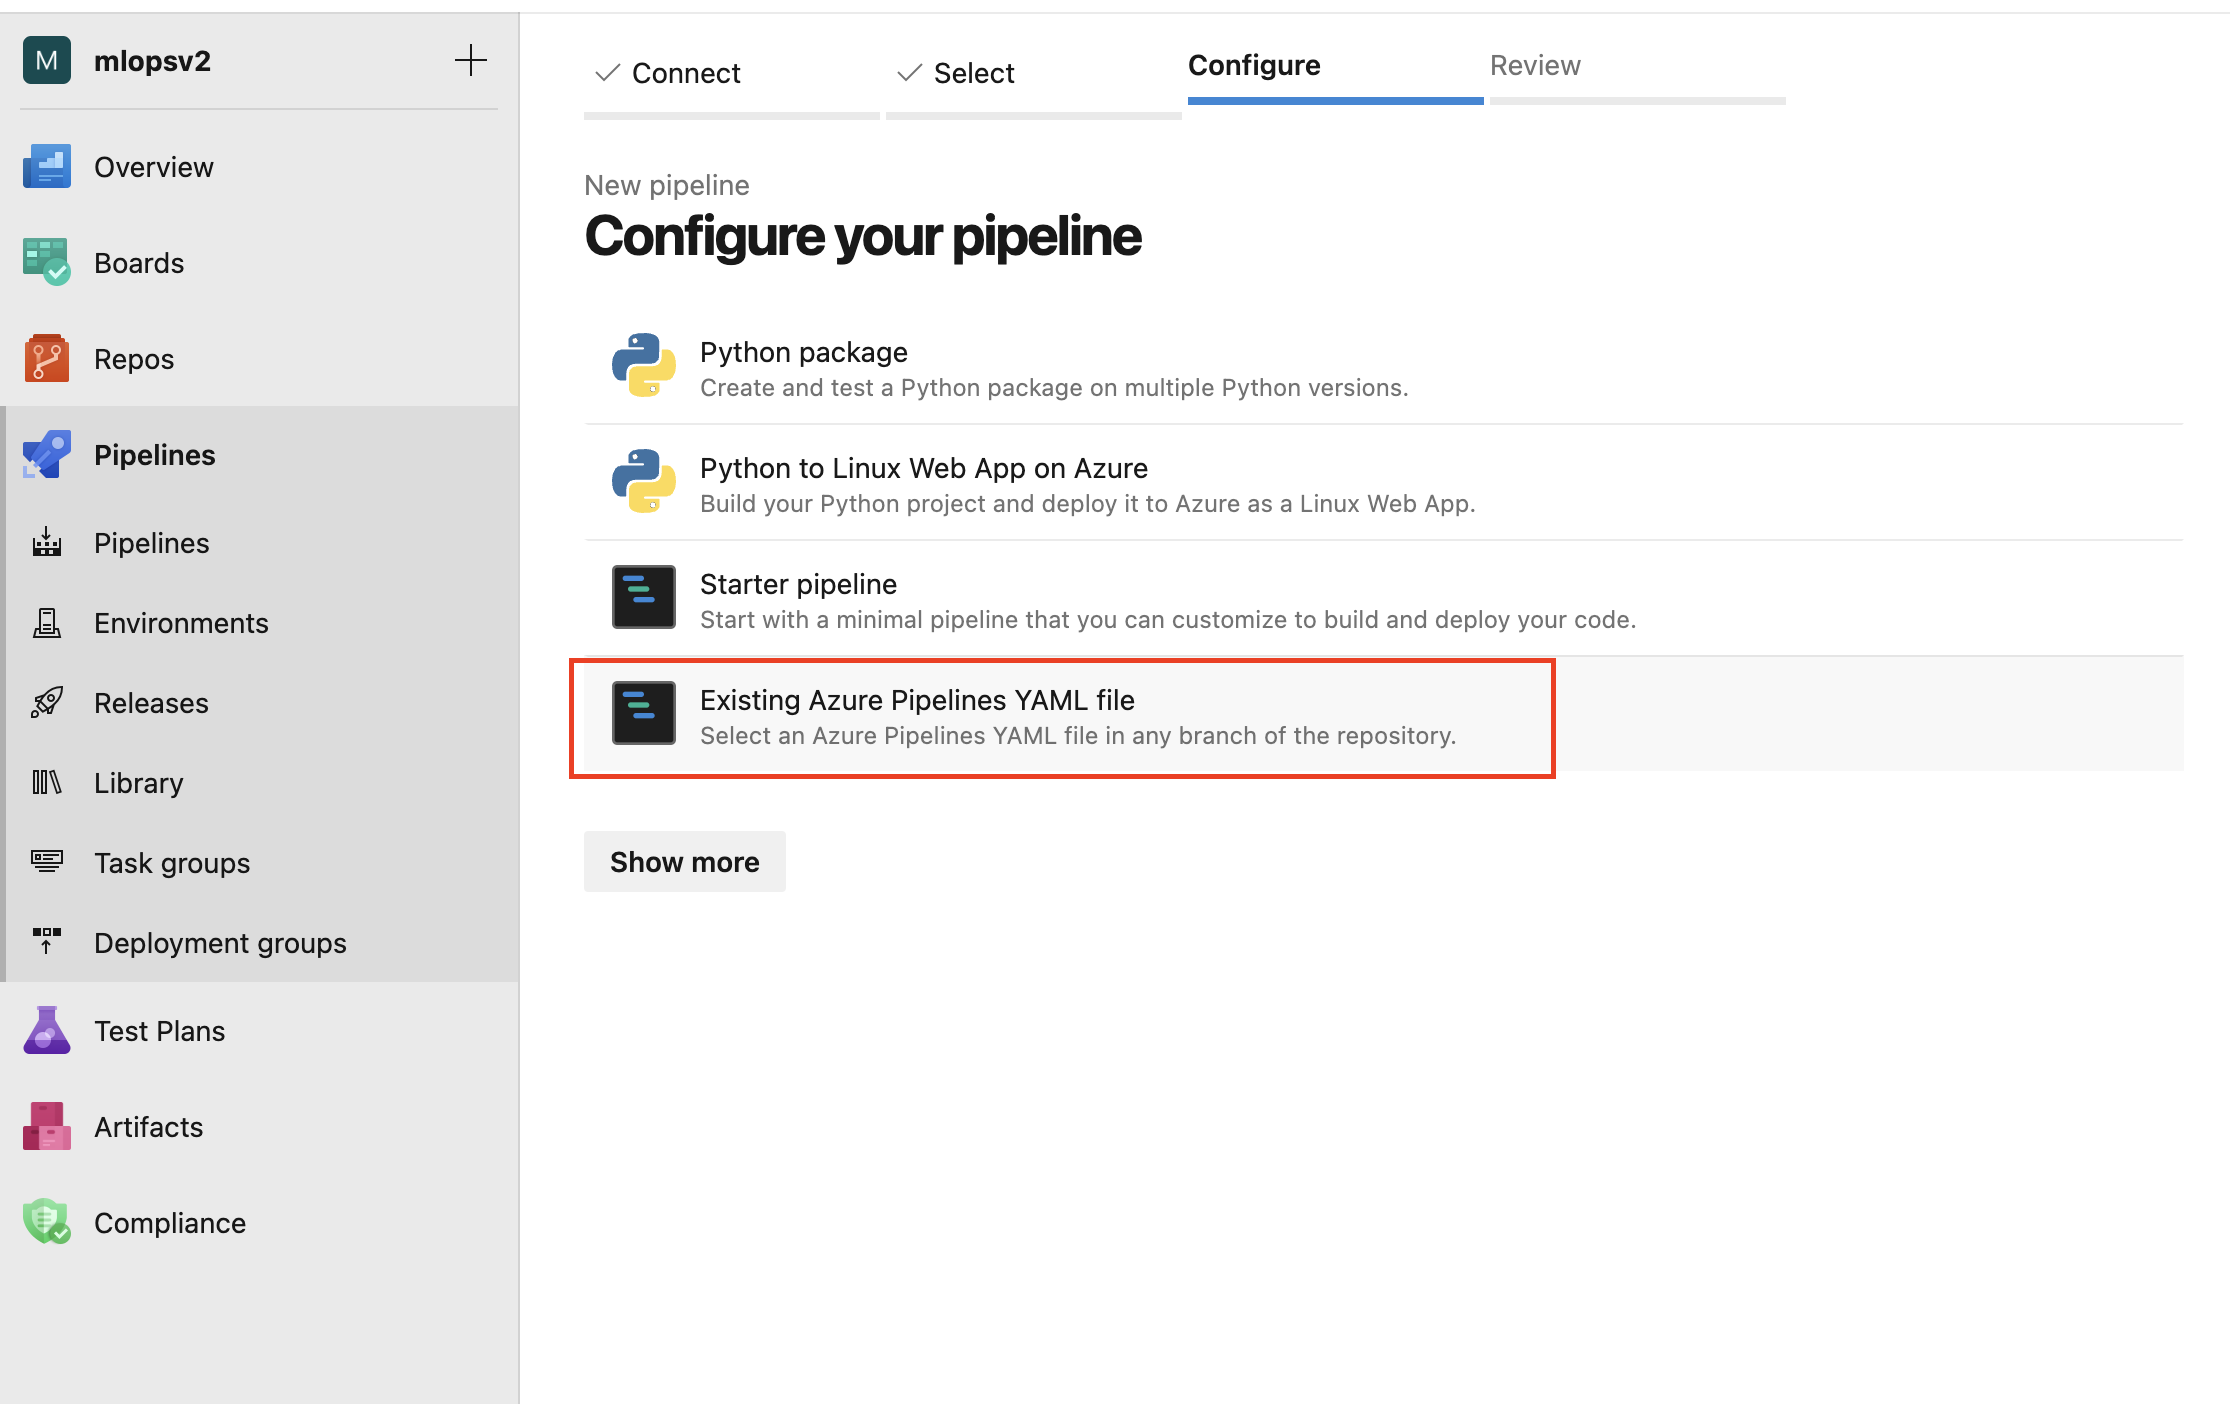 M mlopsv2
Overview
Boards
Repos
Pipelines
Pipelines
Environments
Releases
Library
Task groups
Deployment groups
Test Plans
Artifacts
Compliance
Connect Select Configure Review
New pipeline
Configure your pipeline
Python package
Create and test a Python package on multiple Python versions.
Python to Linux Web App on Azure
Build your Python project and deploy it to Azure as a Linux Web App.
Starter pipeline
Start with a minimal pipeline that you can customize to build and deploy your code.
Existing Azure Pipelines YAML file
Select an Azure Pipelines YAML file in any branch of the repository.
Show more